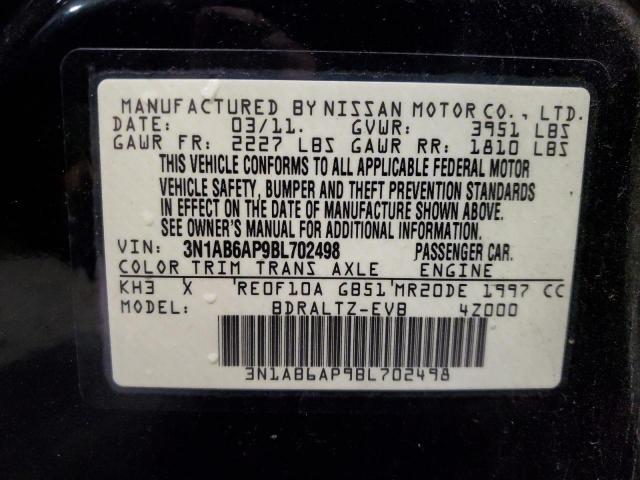 MANUFACTURED BY NISSAN MOTOR CO., LTD.
DATE: 03/11. GVWR: 3951 LBS
GAWR FR: 2227 LBS GAWR RR: 1810 LBS
THIS VEHICLE CONFORMS TO ALL APPLICABLE FEDERAL MOTOR
VEHICLE SAFETY, BUMPER AND THEFT PREVENTION STANDARDS
IN EFFECT ON THE DATE OF MANUFACTURE SHOWN ABOVE.
SEE OWNER'S MANUAL FOR ADDITIONAL INFORMATION.
VIN: 3N1AB6AP9BL702498 PASSENGER CAR.
COLOR TRIM TRANS AXLE ENGINE
KH3 X RE0F10A GB51 MR20DE 1997 CC
MODEL: BDRALTZ-EVB 4Z000
3N1AB6AP9BL702498